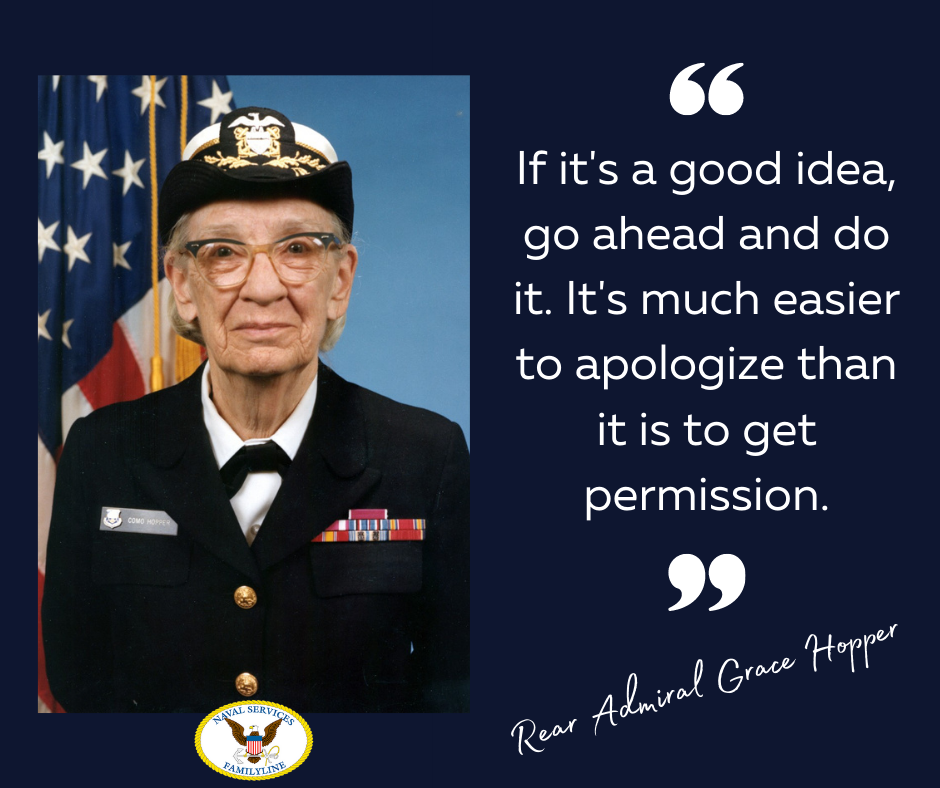 “
If it's a good idea,
go ahead and do
it. It's much easier
to apologize than
it is to get
permission.
”
Rear Admiral Grace Hopper
COMO HOPPER
NAVAL SERVICES
FAMILYLINE